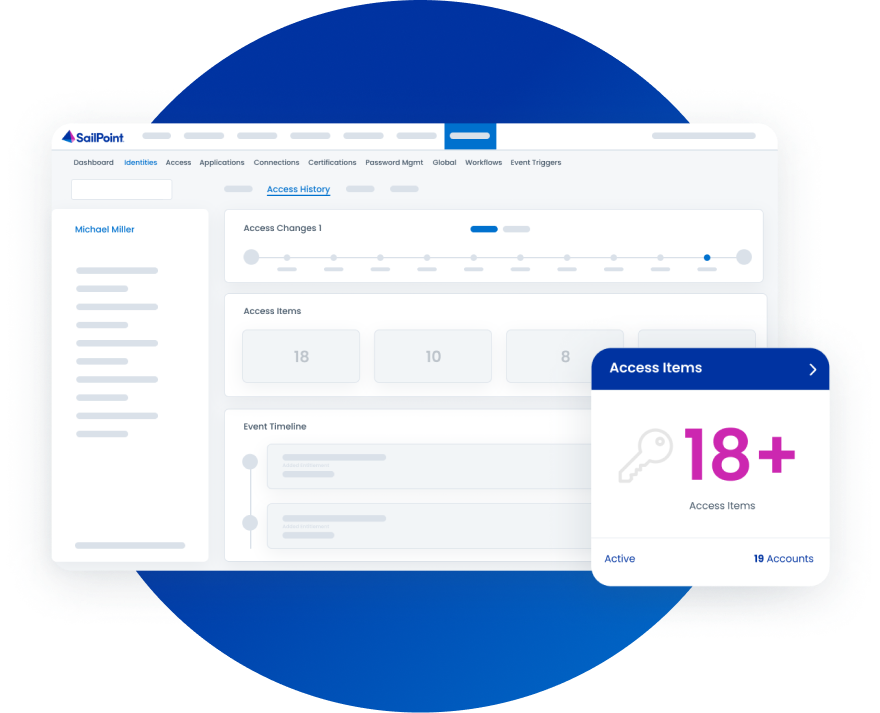 SailPoint
Dashboard Identities Access Applications Connections Certifications Password Mgmt Global Workflows Event Triggers
Access History
Michael Miller
Access Changes 1
Access Items
18 10 8
Event Timeline
Access Items
18+
Access Items
Active 19 Accounts